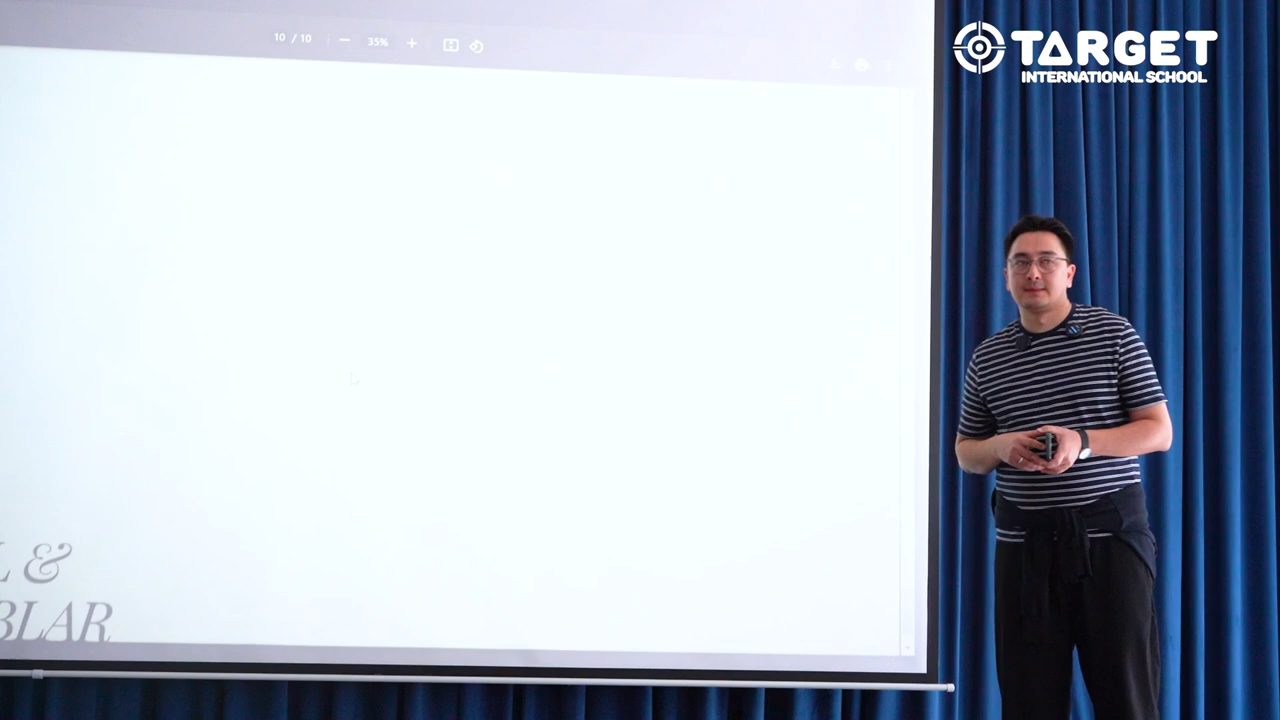 10 / 10
35%
TARGET
INTERNATIONAL SCHOOL
&
BLAR